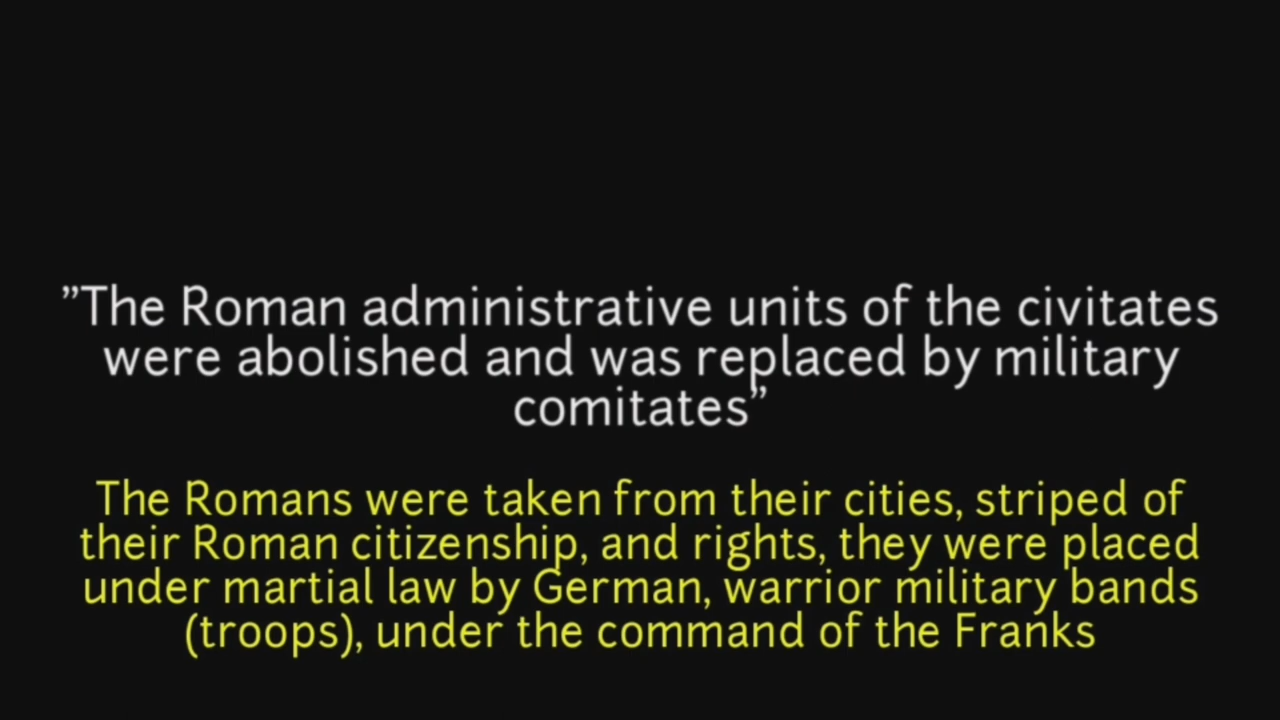 ”The Roman administrative units of the civitates
were abolished and was replaced by military
comitates”
The Romans were taken from their cities, striped of
their Roman citizenship, and rights, they were placed
under martial law by German, warrior military bands
(troops), under the command of the Franks